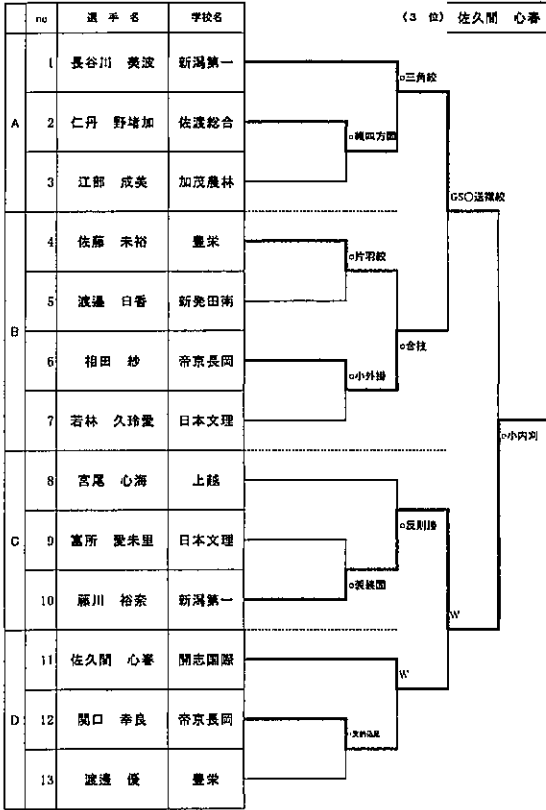 (3 位) 佐久間 心春
no 選 手 名 学校名
A
1 長谷川 美波 新潟第一
2 仁丹 野堵加 佐渡総合
3 江部 成美 加茂農林
B
4 佐藤 未裕 豊栄
5 渡邉 日香 新発田南
6 相田 紗 帝京長岡
7 若林 久玲愛 日本文理
C
8 宮尾 心海 上越
9 富所 愛未里 日本文理
10 藤川 裕奈 新潟第一
D
11 佐久間 心春 開志国際
12 関口 幸良 帝京長岡
13 渡邉 優 豊栄
○三角絞
○縦四方固
GS○送襟絞
○片羽絞
○合技
○小外掛
○小内刈
○反則勝
○袈裟固
W
W